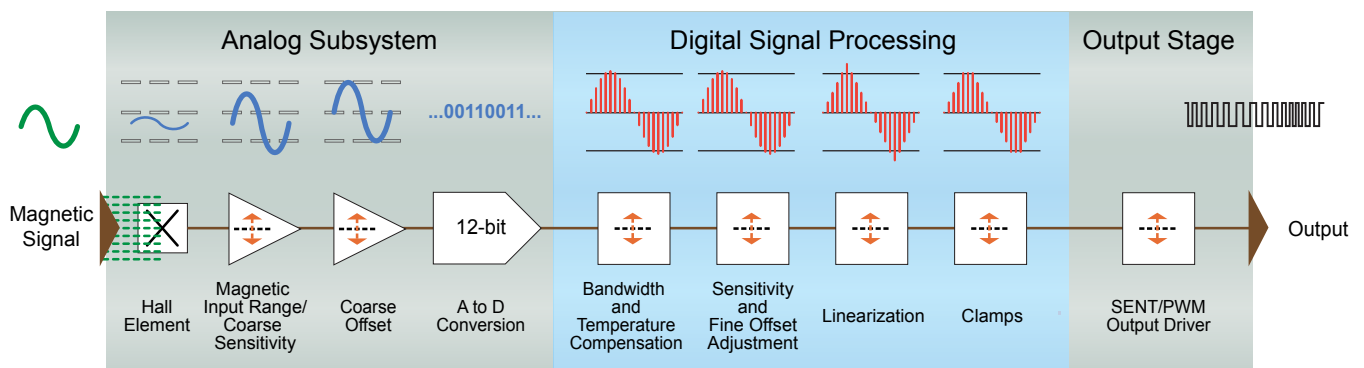 Analog Subsystem
Digital Signal Processing
Output Stage
...00110011...
Magnetic
Signal
12-bit
Output
Hall
Element
Magnetic
Input Range/
Coarse
Sensitivity
Coarse
Offset
A to D
Conversion
Bandwidth
and
Temperature
Compensation
Sensitivity
and
Fine Offset
Adjustment
Linearization
Clamps
SENT/PWM
Output Driver